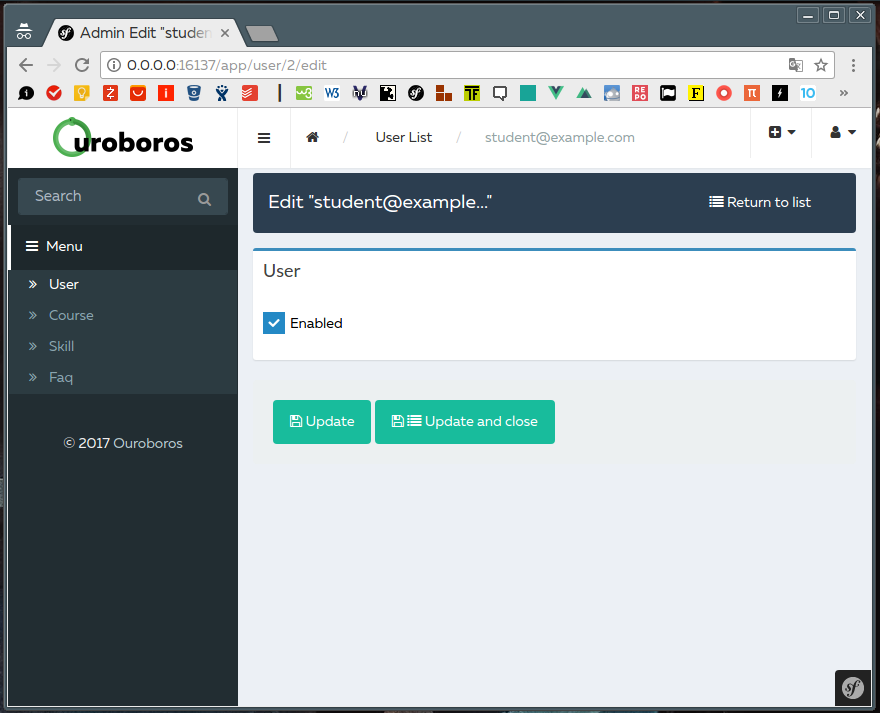 Admin Edit "studen
0.0.0.0:16137/app/user/2/edit
uroboros
User List / student@example.com
Search
Edit "student@example..."
Return to list
Menu
User
Course
Skill
Faq
User
Enabled
Update
Update and close
© 2017 Ouroboros